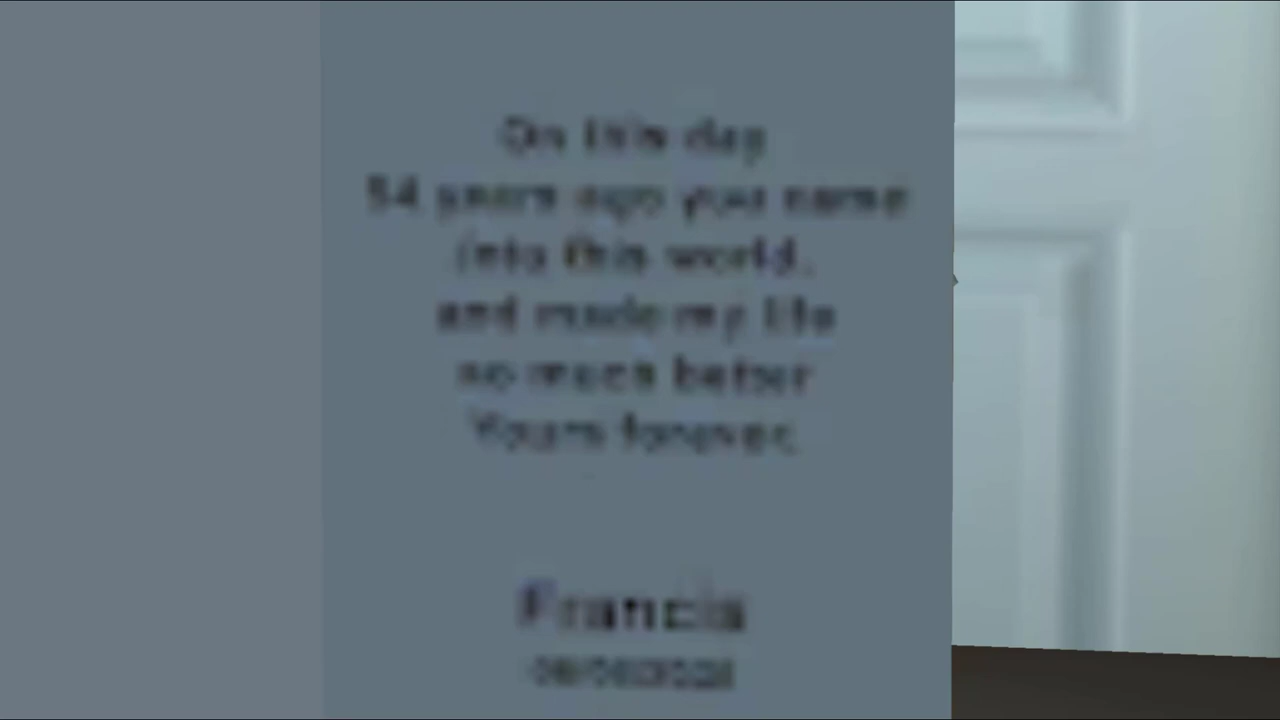 On this day
54 years ago you came
into this world,
and made my life
so much better
Yours forever,
Francis